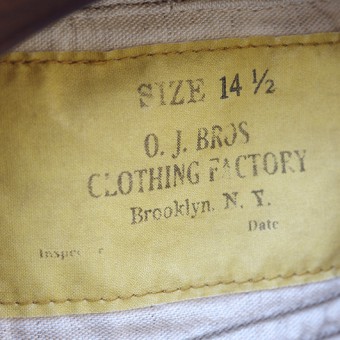 SIZE 14 ½
O. J. BROS
CLOTHING FACTORY
Brooklyn, N. Y.
Date